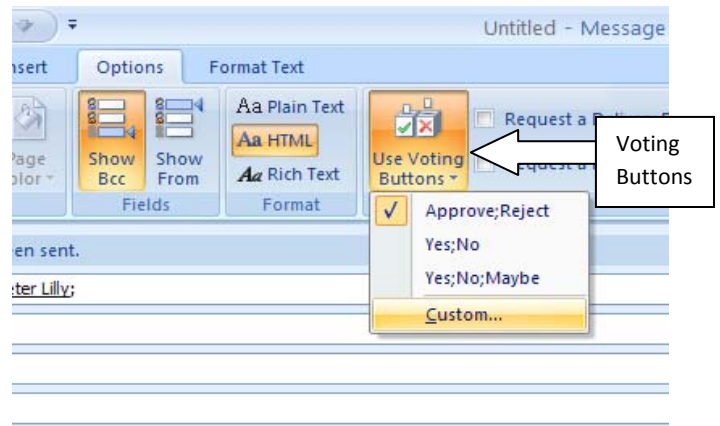 Untitled - Message
nsert Options Format Text
Page
olor
Show
Bcc
Show
From
Fields
Aa Plain Text
Aa HTML
Aa Rich Text
Format
Use Voting
Buttons
Request a
Request a
Voting
Buttons
Approve;Reject
Yes;No
Yes;No;Maybe
Custom...
en sent.
ter Lilly;